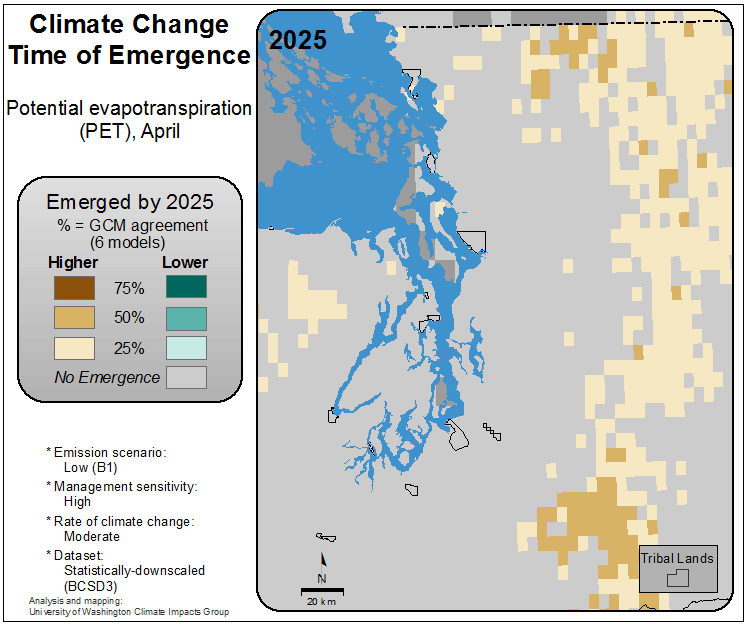 Climate Change
Time of Emergence
Potential evapotranspiration
(PET), April
Emerged by 2025
% = GCM agreement
(6 models)
Higher Lower
75%
50%
25%
No Emergence
* Emission scenario:
Low (B1)
* Management sensitivity:
High
* Rate of climate change:
Moderate
* Dataset:
Statistically-downscaled
(BCSD3)
Analysis and mapping:
University of Washington Climate Impacts Group
2025
N
20 km
Tribal Lands